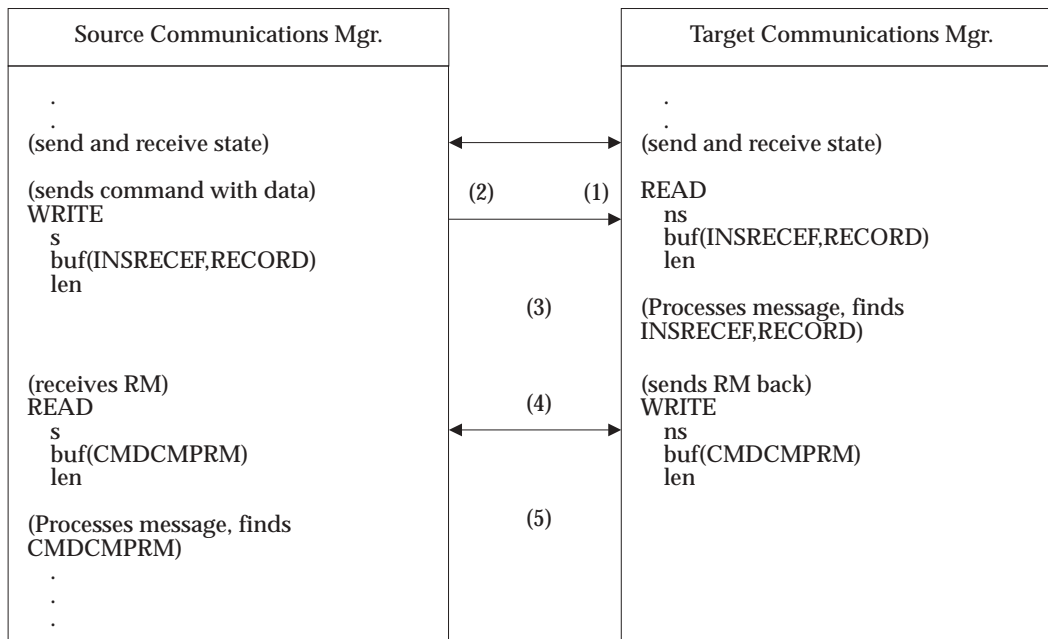 Source Communications Mgr.
Target Communications Mgr.
.
.
(send and receive state)
.
.
(send and receive state)
(sends command with data)
WRITE
s
buf(INSRECEF,RECORD)
len
(2)
(1)
READ
ns
buf(INSRECEF,RECORD)
len
(3)
(Processes message, finds
INSRECEF,RECORD)
(receives RM)
READ
s
buf(CMDCMPRM)
len
(4)
(sends RM back)
WRITE
ns
buf(CMDCMPRM)
len
(Processes message, finds
CMDCMPRM)
.
.
.
(5)